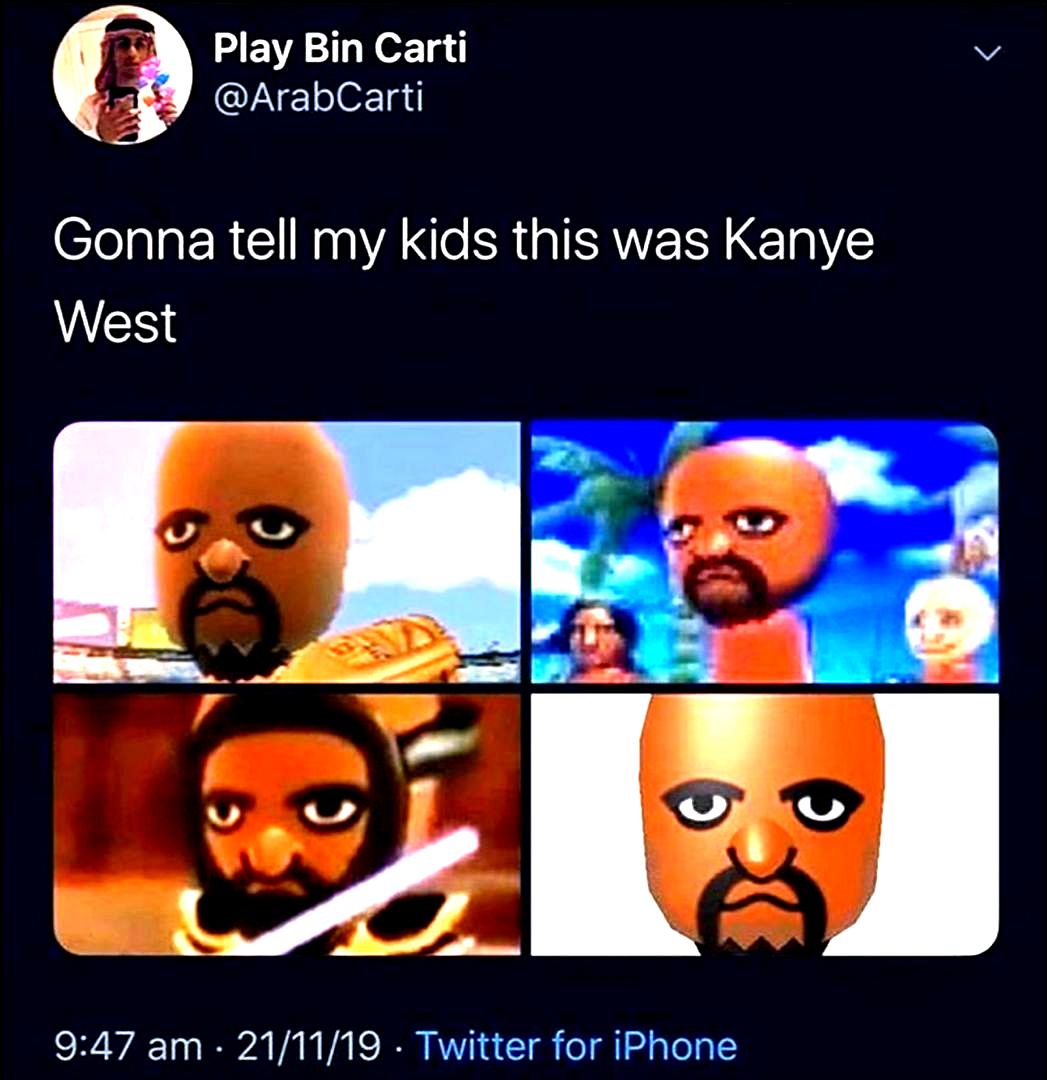 Play Bin Carti
@ArabCarti
Gonna tell my kids this was Kanye
West
9:47 am · 21/11/19 · Twitter for iPhone